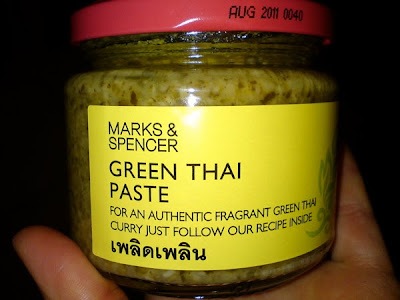 AUG 2011 0040
MARKS &
SPENCER
GREEN THAI
PASTE
FOR AN AUTHENTIC FRAGRANT GREEN THAI
CURRY JUST FOLLOW OUR RECIPE INSIDE
เพลิดเพลิน